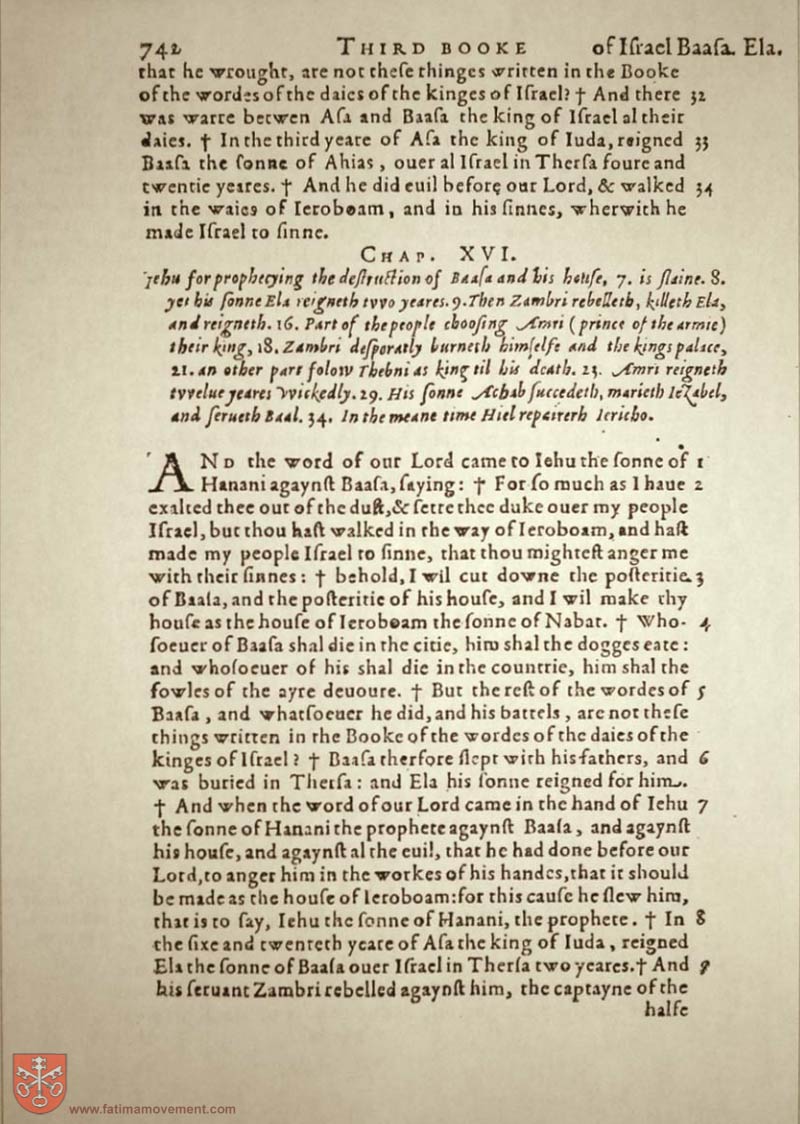 742 THIRD BOOKE of Iſrael Baaſa. Ela.
that he wrought, are not theſe thinges written in the Booke
of the wordes of the daies of the kinges of Iſrael? † And there 32
was warre betwen Aſa and Baaſa the king of Iſrael al their
daies. † In the third yeare of Aſa the king of Iuda, reigned 33
Baaſa the ſonne of Ahias, ouer al Iſrael in Therſa foure and
twentie yeares. † And he did euil before our Lord, & walked 34
in the waies of Ieroboam, and in his ſinnes, wherwith he
made Iſrael to ſinne.
CHAP. XVI.
Iehu for prophecying the deſtruction of Baaſa and his houſe, 7. is ſlaine. 8.
yet his ſonne Ela reigneth tvvo yeares. 9. Then Zambri rebelleth, killeth Ela,
and reigneth. 16. Part of the people chooſing Amri (prince of the armie)
their king, 18. Zambri deſperatly burneth himſelfe and the kings palace,
21. an other part folow Thebni as king til his death. 23. Amri reigneth
tvvelue yeares VVickedly. 29. His ſonne Achab ſuccedeth, marieth Iezabel,
and ſerueth Baal. 34. In the meane time Hiel repaireth Iericho.
AND the word of our Lord came to Iehu the ſonne of 1
Hanani agaynſt Baaſa, ſaying: † For ſo much as I haue 2
exalted thee out of the duſt, & ſette thee duke ouer my people
Iſrael, but thou haſt walked in the way of Ieroboam, and haſt
made my people Iſrael to ſinne, that thou mighteſt anger me
with their ſinnes: † behold, I wil cut downe the poſteritie 3
of Baaſa, and the poſteritie of his houſe, and I wil make thy
houſe as the houſe of Ieroboam the ſonne of Nabat. † Who- 4
ſoeuer of Baaſa shal die in the citie, him shal the dogges eate:
and whoſoeuer of his shal die in the countrie, him shal the
fowles of the ayre deuoure. † But the reſt of the wordes of 5
Baaſa, and whatſoeuer he did, and his battels, are not theſe
things written in the Booke of the wordes of the daies of the
kinges of Iſrael? † Baaſa therfore ſlept with his fathers, and 6
was buried in Therſa: and Ela his ſonne reigned for him.
† And when the word of our Lord came in the hand of Iehu 7
the ſonne of Hanani the prophete agaynſt Baaſa, and agaynſt
his houſe, and agaynſt al the euil, that he had done before our
Lord, to anger him in the workes of his handes, that it should
be made as the houſe of Ieroboam: for this cauſe he ſlew him,
that is to ſay, Iehu the ſonne of Hanani, the prophete. † In 8
the ſixe and twenteth yeare of Aſa the king of Iuda, reigned
Ela the ſonne of Baaſa ouer Iſrael in Therſa two yeares. † And 9
his ſeruant Zambri rebelled agaynſt him, the captayne of the
halfe
www.fatimamovement.com